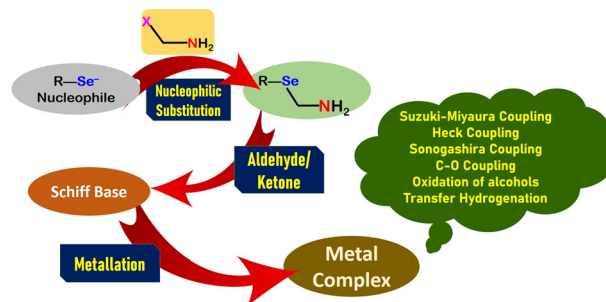 X
NH₂
R—Se⁻
Nucleophile
Nucleophilic
Substitution
R—Se
NH₂
Aldehyde/
Ketone
Schiff Base
Metallation
Metal
Complex
Suzuki-Miyaura Coupling
Heck Coupling
Sonogashira Coupling
C-O Coupling
Oxidation of alcohols
Transfer Hydrogenation